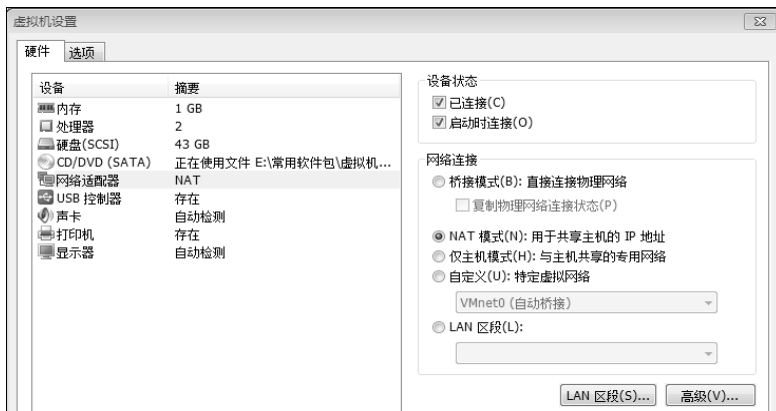 虚拟机设置
硬件 选项
设备 摘要
内存 1 GB
处理器 2
硬盘(SCSI) 43 GB
CD/DVD (SATA) 正在使用文件 E:\常用软件包\虚拟机...
网络适配器 NAT
USB 控制器 存在
声卡 自动检测
打印机 存在
显示器 自动检测
设备状态
已连接(C)
启动时连接(O)
网络连接
桥接模式(B): 直接连接物理网络
复制物理网络连接状态(P)
NAT 模式(N): 用于共享主机的 IP 地址
仅主机模式(H): 与主机共享的专用网络
自定义(U): 特定虚拟网络
VMnet0 (自动桥接)
LAN 区段(L):
LAN 区段(S)... 高级(V)...